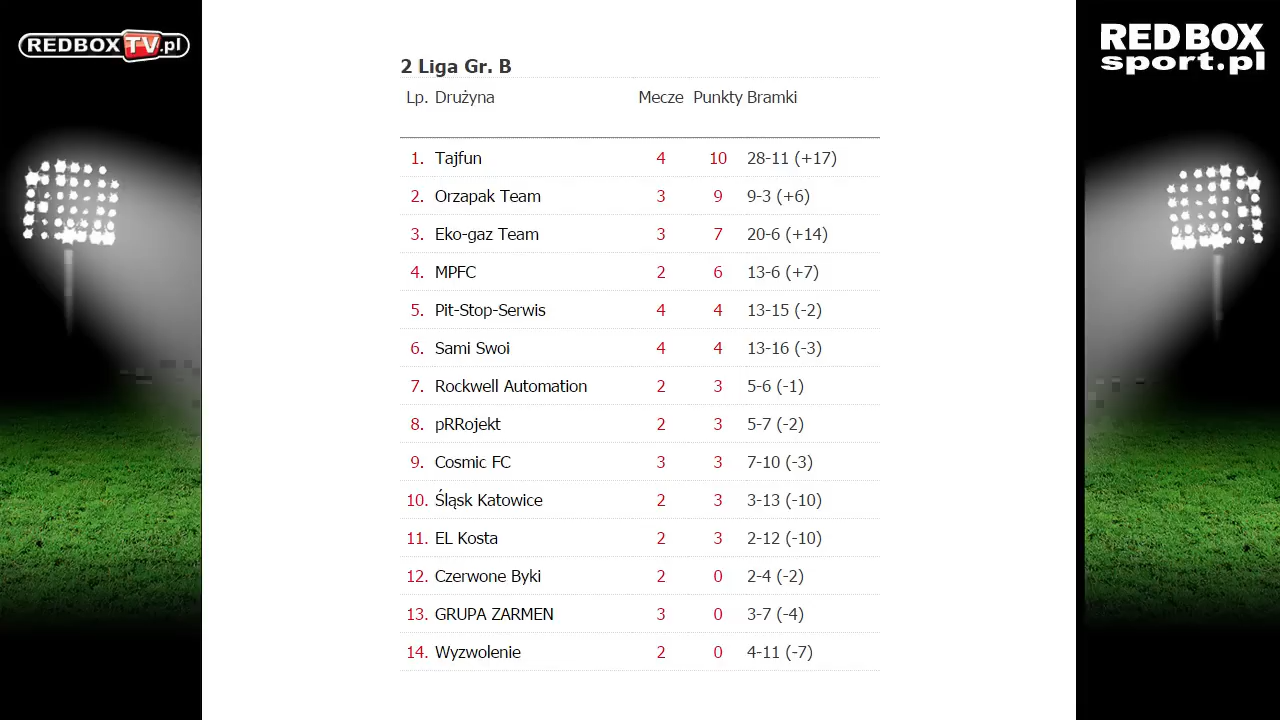 REDBOX TV.pl
RED BOX
sport.pl
2 Liga Gr. B
Lp. Drużyna Mecze Punkty Bramki
1. Tajfun 4 10 28-11 (+17)
2. Orzapak Team 3 9 9-3 (+6)
3. Eko-gaz Team 3 7 20-6 (+14)
4. MPFC 2 6 13-6 (+7)
5. Pit-Stop-Serwis 4 4 13-15 (-2)
6. Sami Swoi 4 4 13-16 (-3)
7. Rockwell Automation 2 3 5-6 (-1)
8. pRRojekt 2 3 5-7 (-2)
9. Cosmic FC 3 3 7-10 (-3)
10. Śląsk Katowice 2 3 3-13 (-10)
11. EL Kosta 2 3 2-12 (-10)
12. Czerwone Byki 2 0 2-4 (-2)
13. GRUPA ZARMEN 3 0 3-7 (-4)
14. Wyzwolenie 2 0 4-11 (-7)